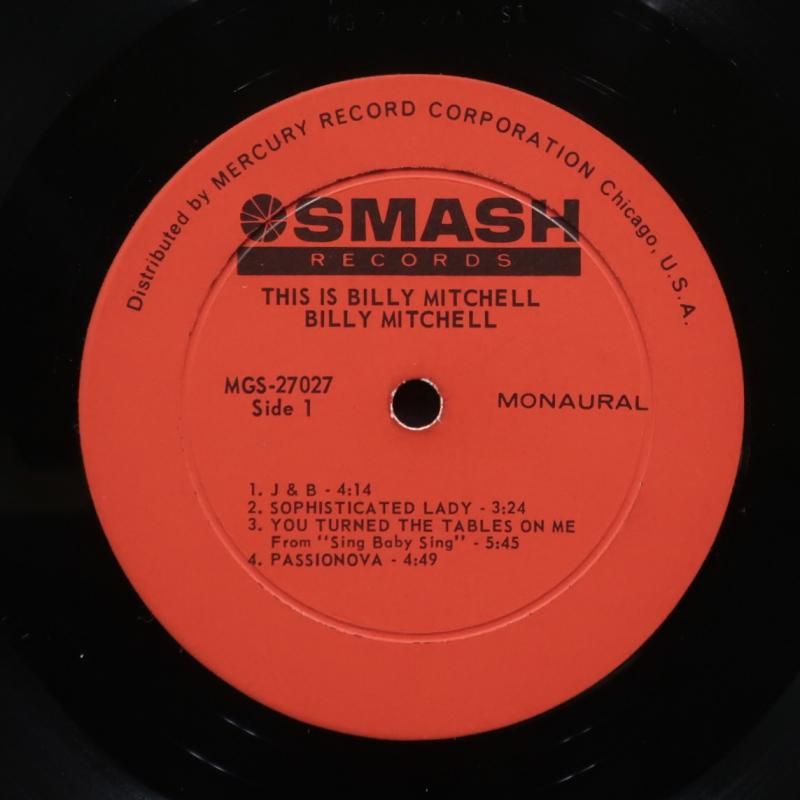 Distributed by MERCURY RECORD CORPORATION Chicago, U.S.A.
SMASH
RECORDS
THIS IS BILLY MITCHELL
BILLY MITCHELL
MGS-27027
Side 1
MONAURAL
1. J & B - 4:14
2. SOPHISTICATED LADY - 3:24
3. YOU TURNED THE TABLES ON ME
From "Sing Baby Sing" - 5:45
4. PASSIONOVA - 4:49